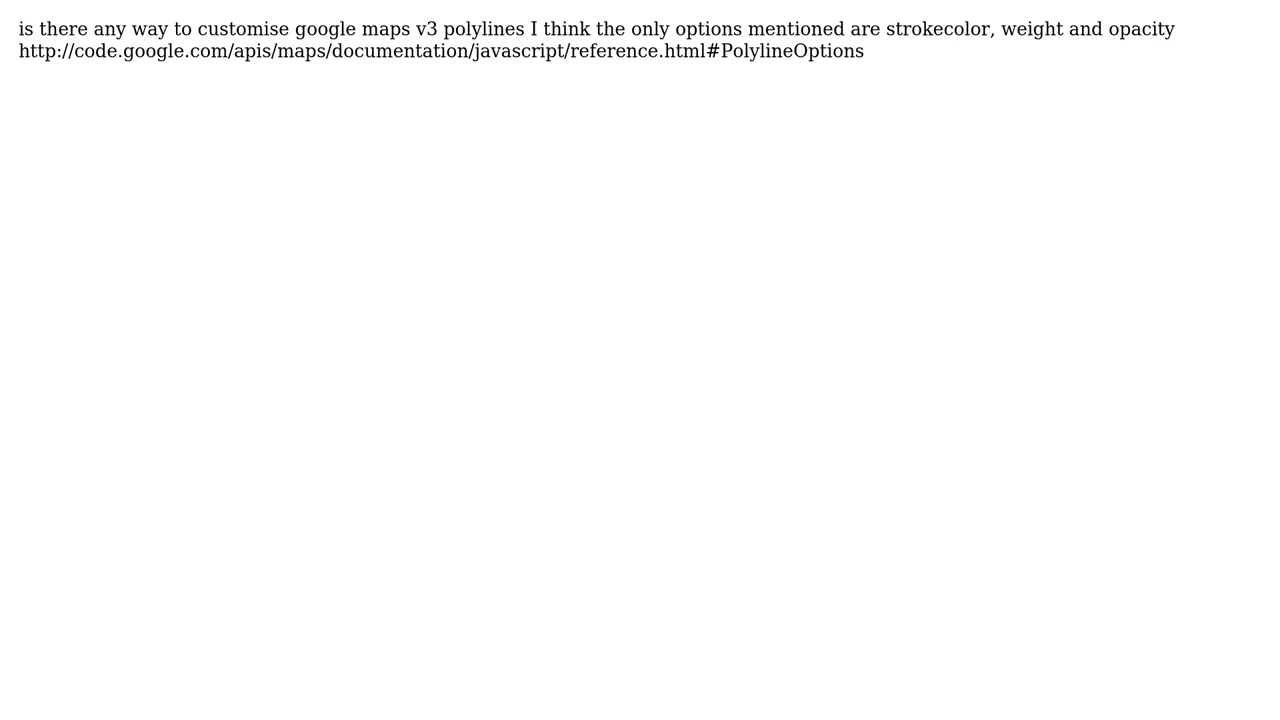 is there any way to customise google maps v3 polylines I think the only options mentioned are strokecolor, weight and opacity
http://code.google.com/apis/maps/documentation/javascript/reference.html#PolylineOptions